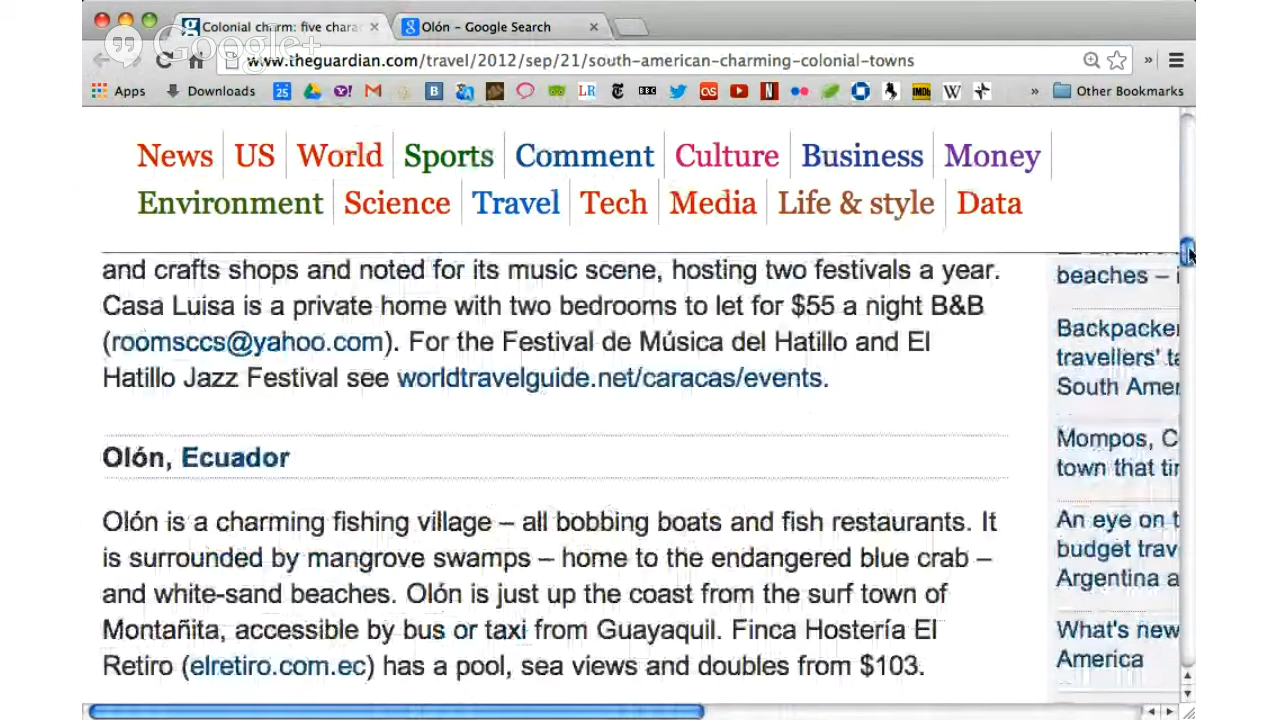 Colonial charm: five chara
Olón - Google Search
Google+
www.theguardian.com/travel/2012/sep/21/south-american-charming-colonial-towns
Apps
Downloads
Other Bookmarks
News US World Sports Comment Culture Business Money
Environment Science Travel Tech Media Life & style Data
and crafts shops and noted for its music scene, hosting two festivals a year.
Casa Luisa is a private home with two bedrooms to let for $55 a night B&B
(roomsccs@yahoo.com). For the Festival de Música del Hatillo and El
Hatillo Jazz Festival see worldtravelguide.net/caracas/events.
Olón, Ecuador
Olón is a charming fishing village – all bobbing boats and fish restaurants. It
is surrounded by mangrove swamps – home to the endangered blue crab –
and white-sand beaches. Olón is just up the coast from the surf town of
Montañita, accessible by bus or taxi from Guayaquil. Finca Hostería El
Retiro (elretiro.com.ec) has a pool, sea views and doubles from $103.
beaches – i
Backpacker
travellers' ta
South Amer
Mompos, C
town that tir
An eye on t
budget trav
Argentina a
What's new
America